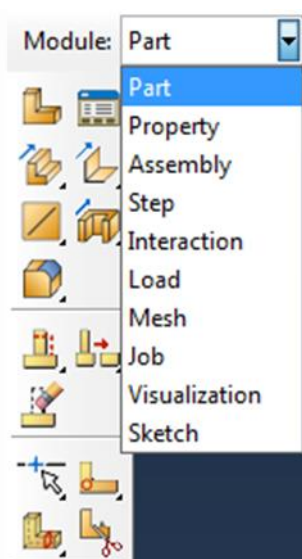 Module: Part
Part
Property
Assembly
Step
Interaction
Load
Mesh
Job
Visualization
Sketch